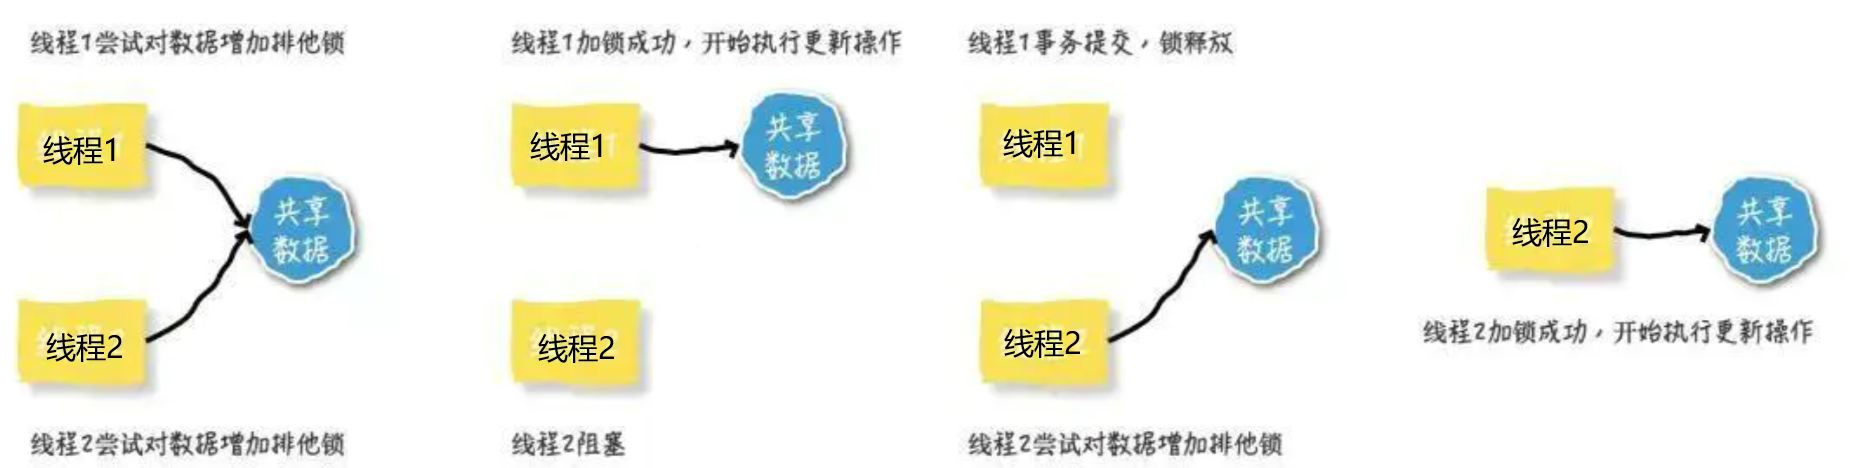 线程1尝试对数据增加排他锁
线程1
共享
数据
线程2
线程2尝试对数据增加排他锁
线程1加锁成功，开始执行更新操作
线程1
共享
数据
线程2
线程2阻塞
线程1事务提交，锁释放
线程1
共享
数据
线程2
线程2尝试对数据增加排他锁
线程2
共享
数据
线程2加锁成功，开始执行更新操作